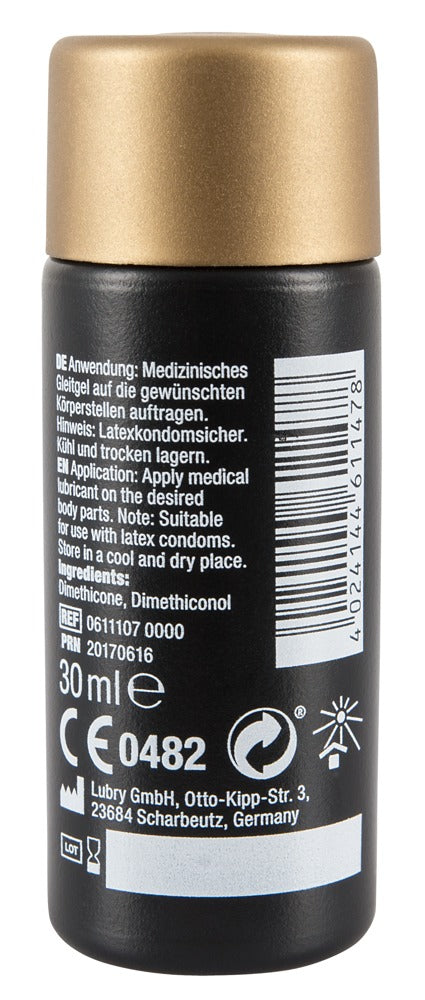 DE Anwendung: Medizinisches
Gleitgel auf die gewünschten
Körperstellen auftragen.
Hinweis: Latexkondomsicher.
Kühl und trocken lagern.
EN Application: Apply medical
lubricant on the desired
body parts. Note: Suitable
for use with latex condoms.
Store in a cool and dry place.
Ingredients:
Dimethicone, Dimethiconol
REF 0611107 0000
PRN 20170616
30 ml e
CE 0482 ®
Lubry GmbH, Otto-Kipp-Str. 3,
23684 Scharbeutz, Germany
LOT
4 024144 611478